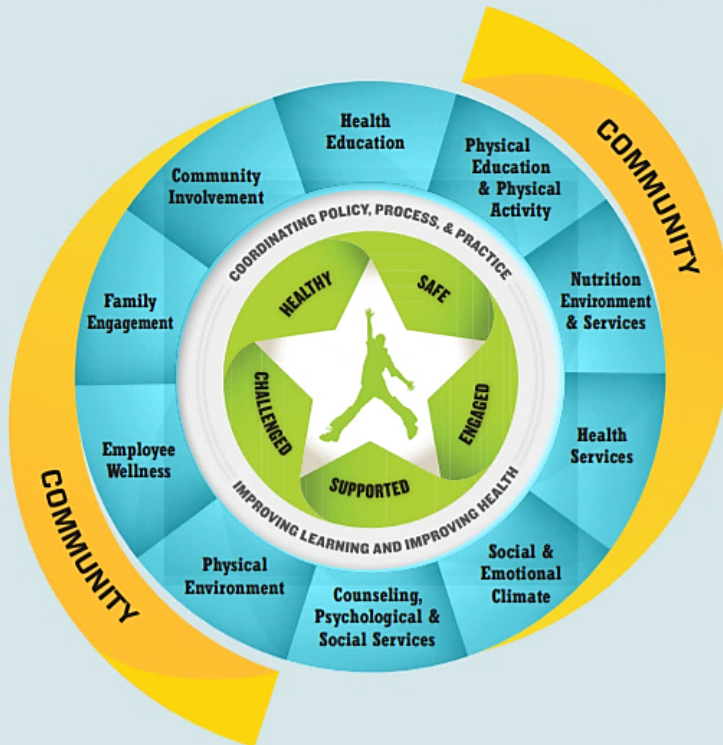 COMMUNITY
Health
Education
Physical
Education
& Physical
Activity
Nutrition
Environment
& Services
Health
Services
Social &
Emotional
Climate
Counseling,
Psychological &
Social Services
Physical
Environment
Employee
Wellness
Family
Engagement
Community
Involvement
COORDINATING POLICY, PROCESS, & PRACTICE
IMPROVING LEARNING AND IMPROVING HEALTH
HEALTHY
SAFE
ENGAGED
SUPPORTED
CHALLENGED
COMMUNITY